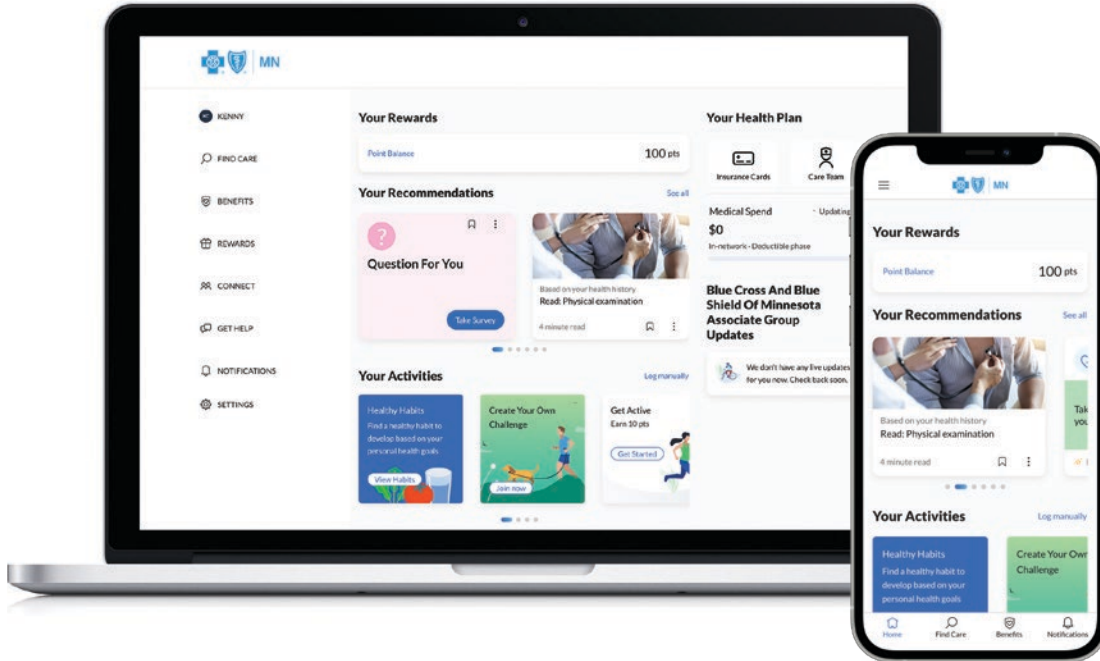 MN
KENNY
FIND CARE
BENEFITS
REWARDS
CONNECT
GET HELP
NOTIFICATIONS
SETTINGS
Your Rewards
Point Balance
100 pts
Your Recommendations
See all
?
Question For You
Take Survey
Based on your health history
Read: Physical examination
4 minute read
Your Activities
Log manually
Healthy Habits
Find a healthy habit to
develop based on your
personal health goals
View Habits
Create Your Own
Challenge
Join now
Get Active
Earn 10 pts
Get Started
Your Health Plan
Insurance Cards
Care Team
Medical Spend
Updating
$0
In-network - Deductible phase
Blue Cross And Blue
Shield Of Minnesota
Associate Group
Updates
We don't have any live updates
for you now. Check back soon.
MN
Your Rewards
Point Balance
100 pts
Your Recommendations
See all
Based on your health history
Read: Physical examination
4 minute read
Tak
you
Your Activities
Log manually
Healthy Habits
Find a healthy habit to
develop based on your
personal health goals
Create Your Own
Challenge
Home
Find Care
Benefits
Notifications